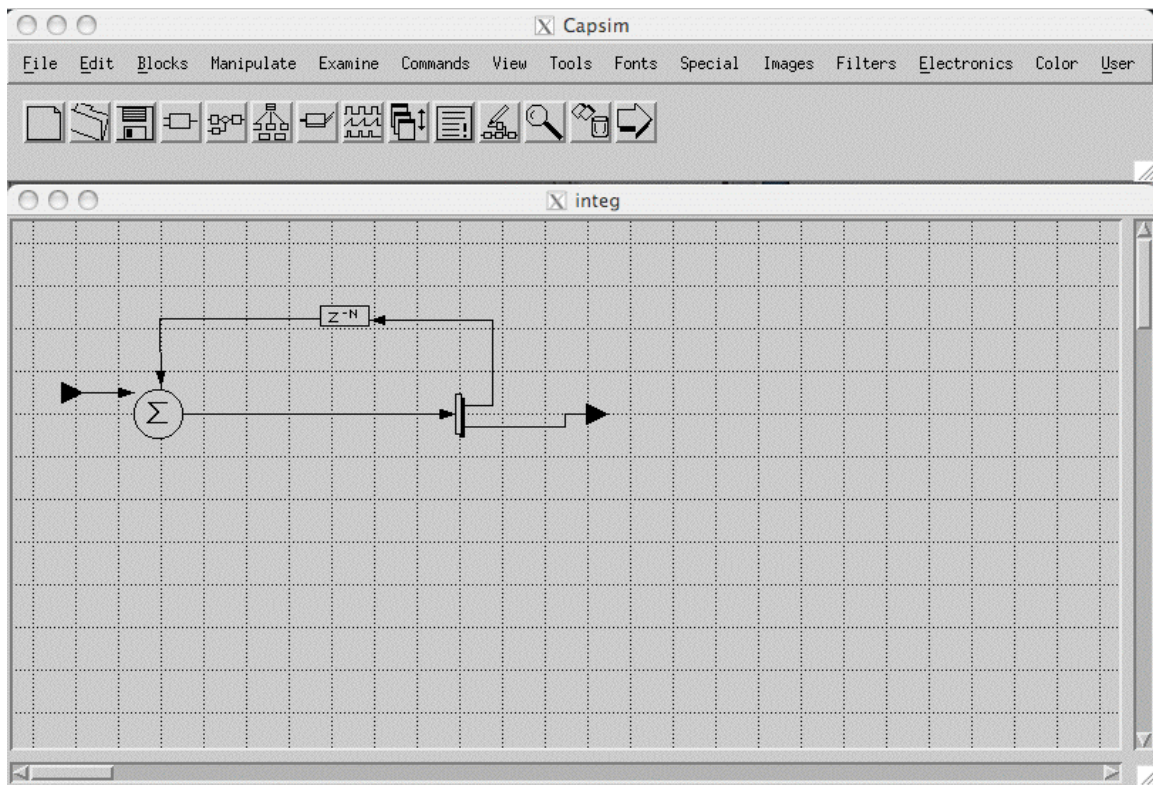 Capsim
File Edit Blocks Manipulate Examine Commands View Tools Fonts Special Images Filters Electronics Color User
integ
Z-N
Σ